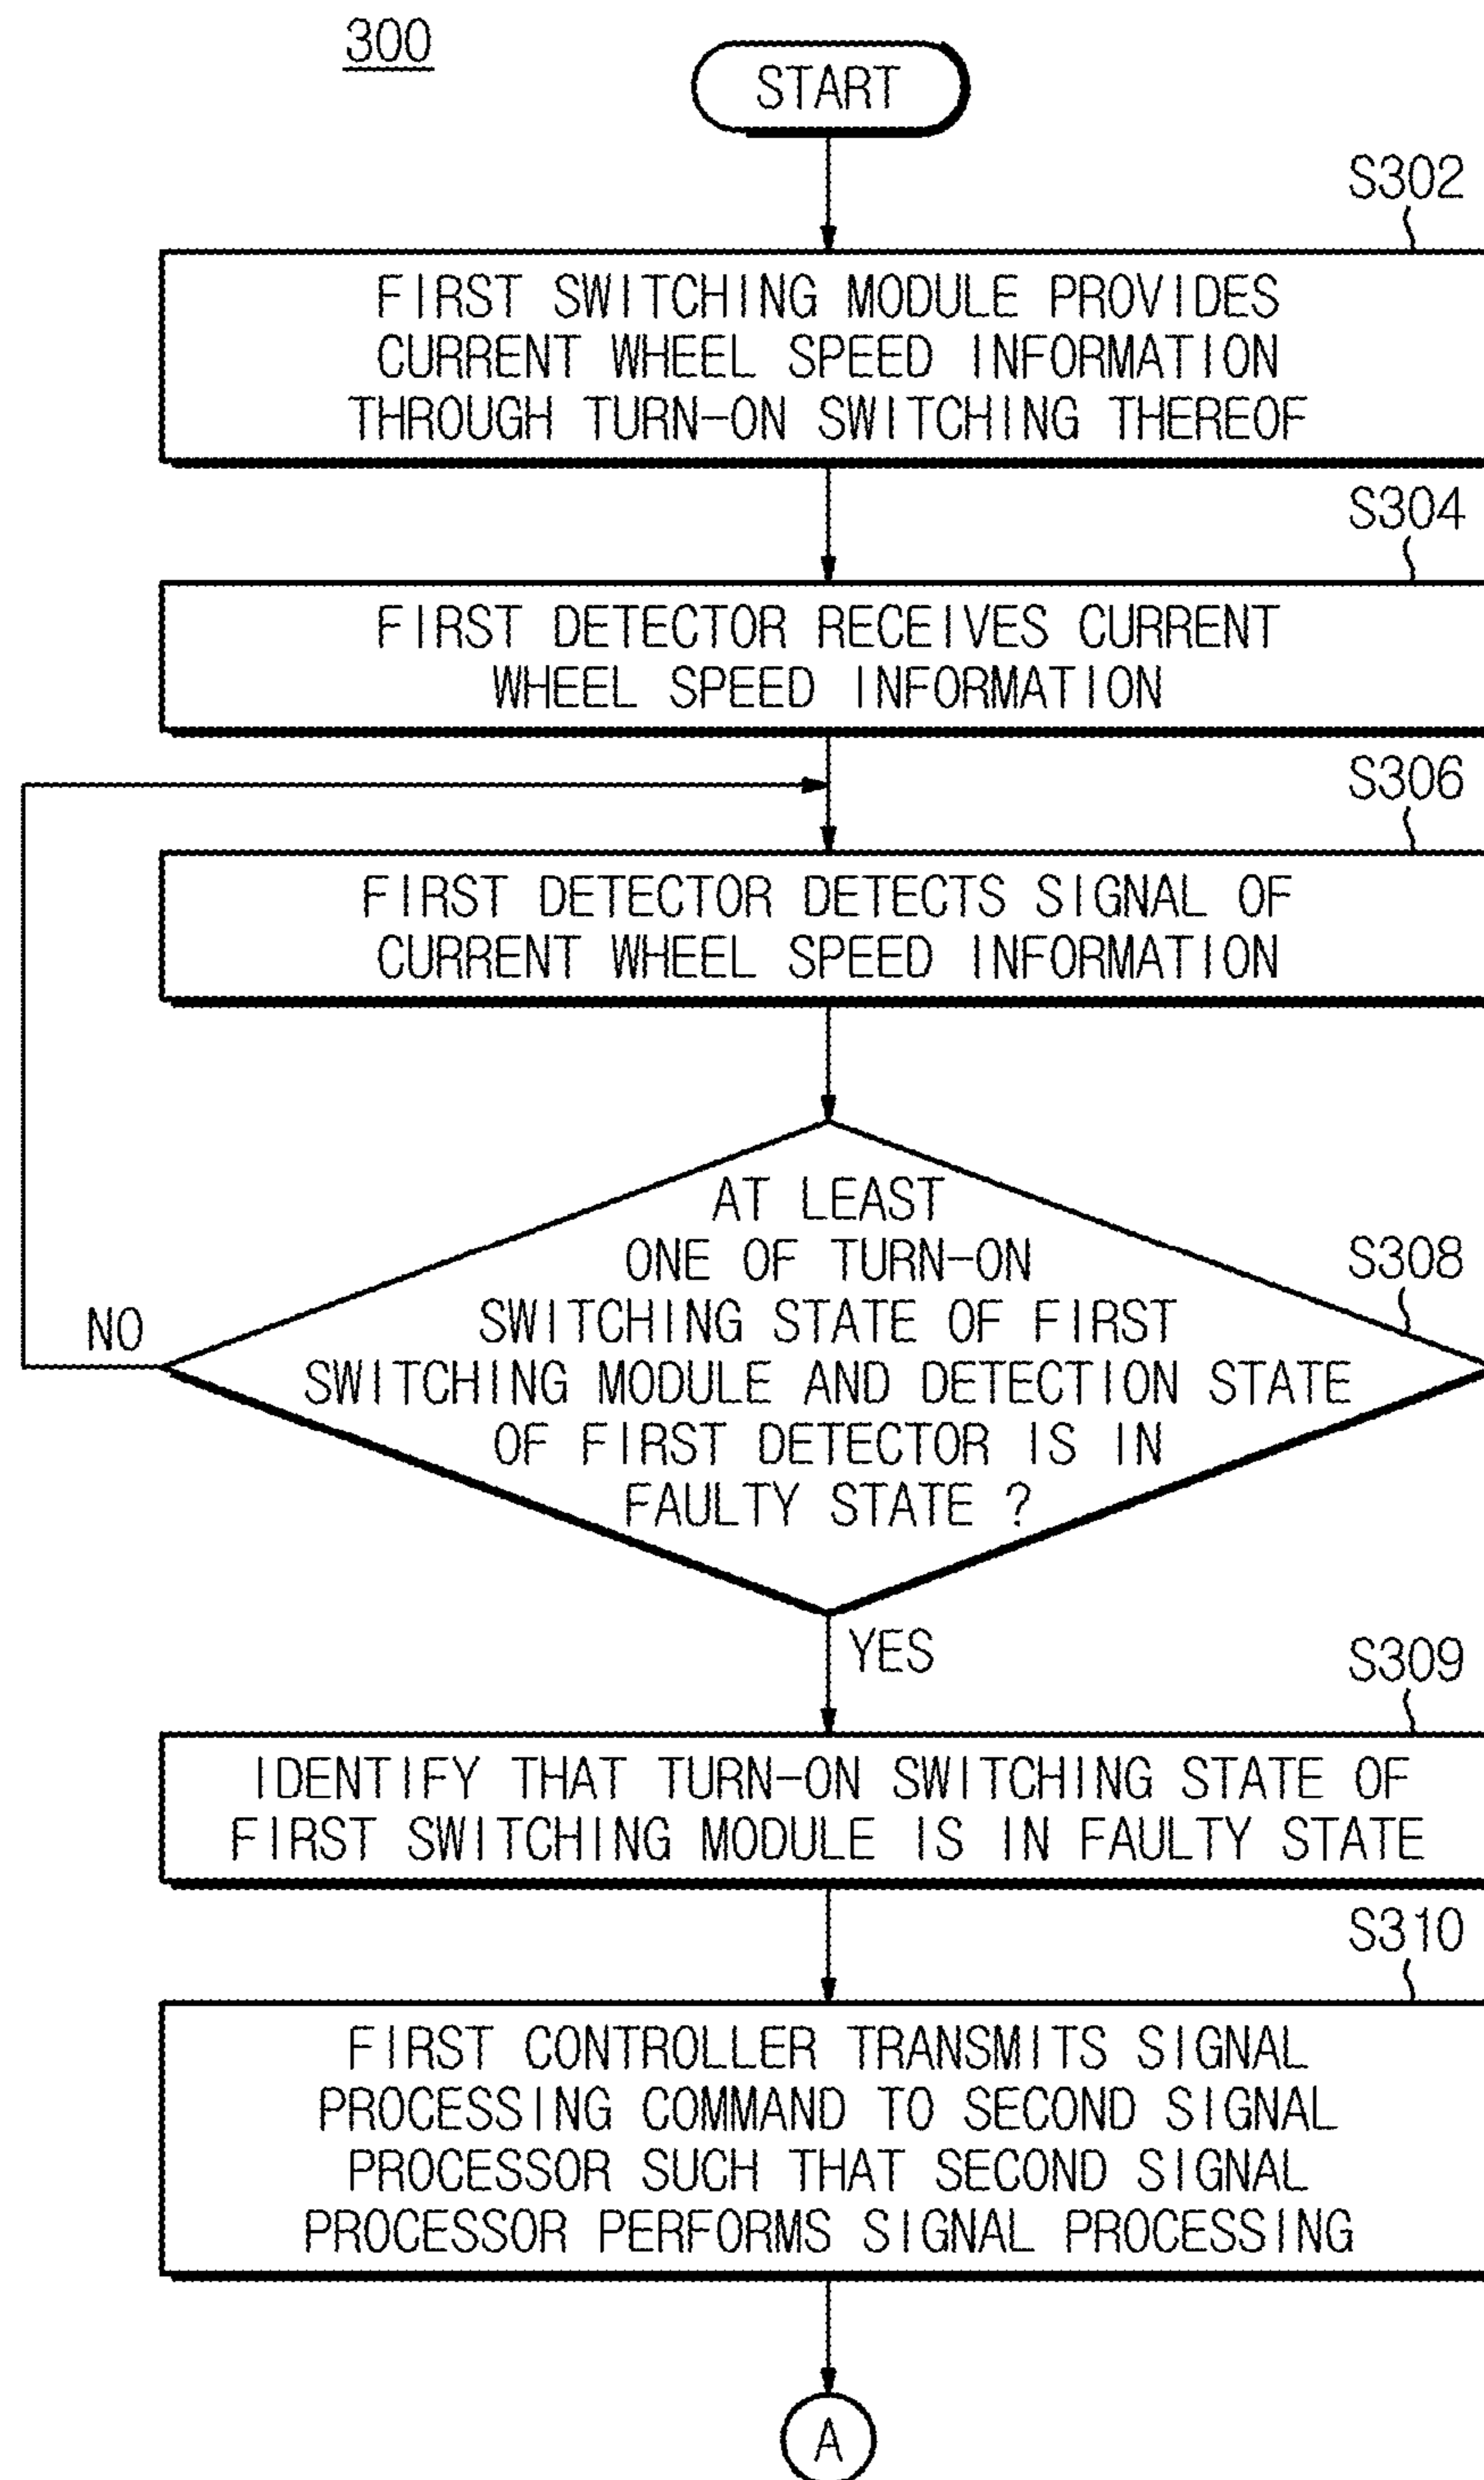 300
START
S302
FIRST SWITCHING MODULE PROVIDES
CURRENT WHEEL SPEED INFORMATION
THROUGH TURN-ON SWITCHING THEREOF
S304
FIRST DETECTOR RECEIVES CURRENT
WHEEL SPEED INFORMATION
S306
FIRST DETECTOR DETECTS SIGNAL OF
CURRENT WHEEL SPEED INFORMATION
S308
AT LEAST
ONE OF TURN-ON
SWITCHING STATE OF FIRST
SWITCHING MODULE AND DETECTION STATE
OF FIRST DETECTOR IS IN
FAULTY STATE ?
NO
YES
S309
IDENTIFY THAT TURN-ON SWITCHING STATE OF
FIRST SWITCHING MODULE IS IN FAULTY STATE
S310
FIRST CONTROLLER TRANSMITS SIGNAL
PROCESSING COMMAND TO SECOND SIGNAL
PROCESSOR SUCH THAT SECOND SIGNAL
PROCESSOR PERFORMS SIGNAL PROCESSING
A